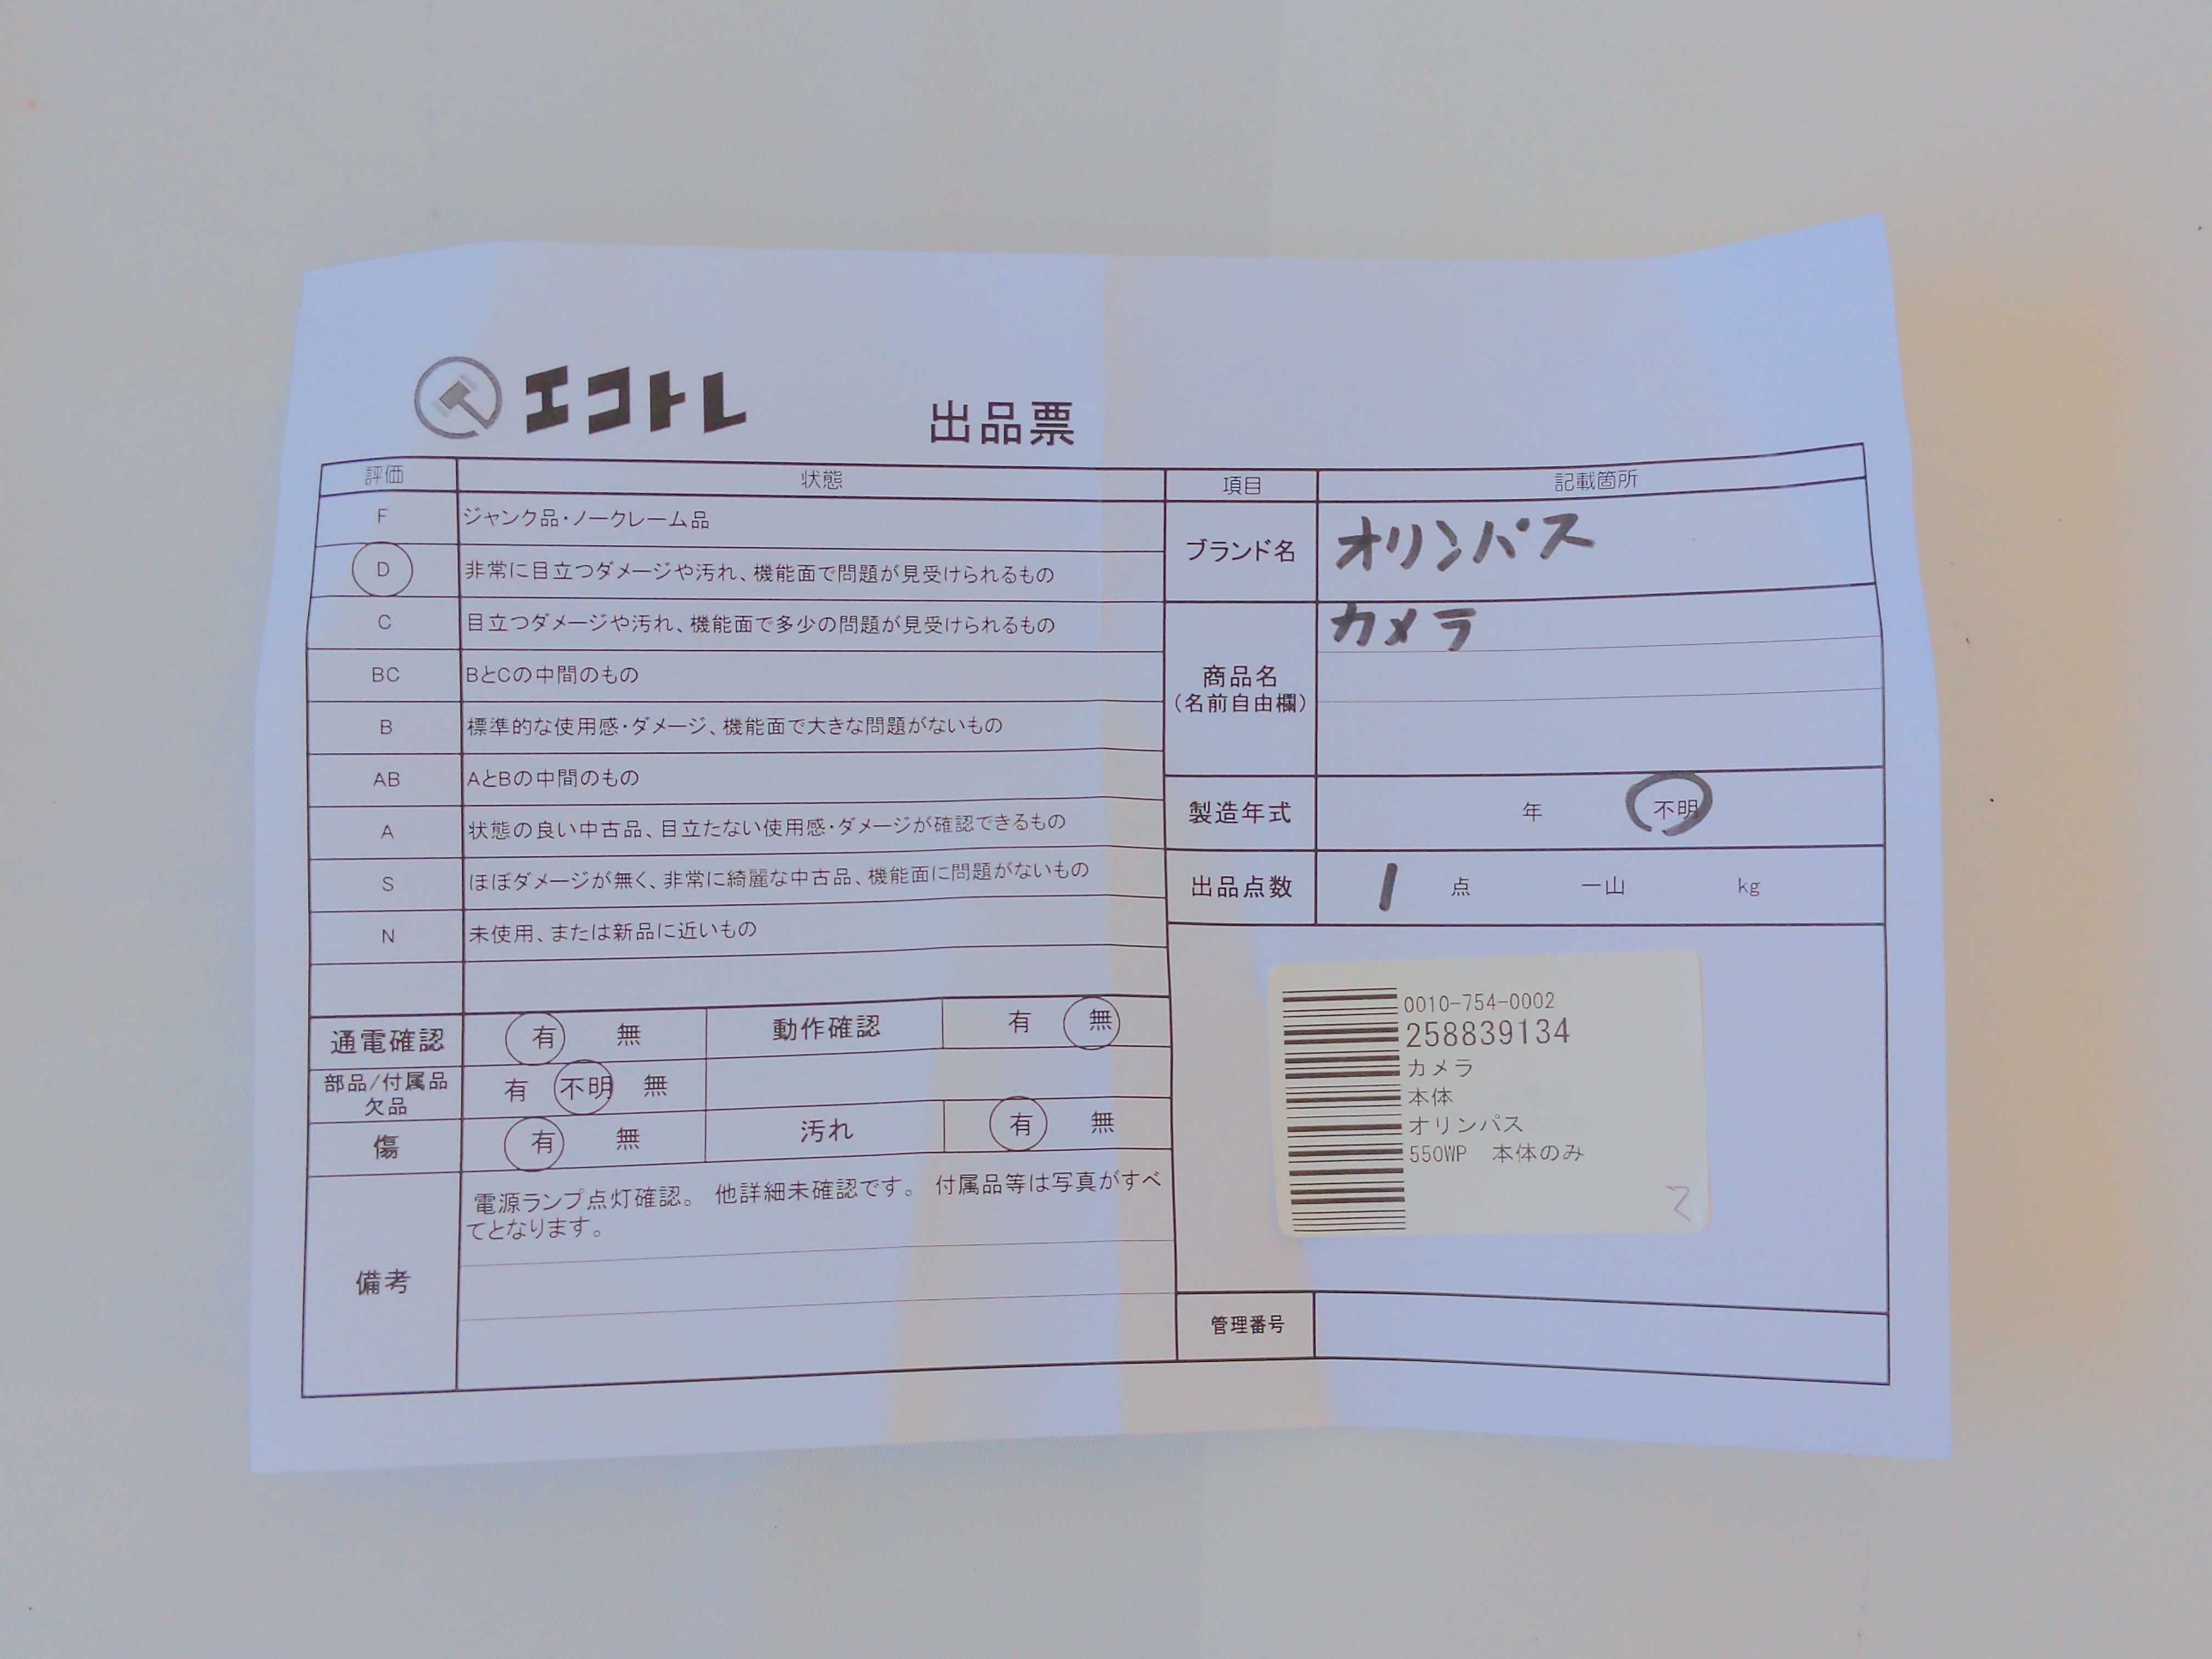 エコトレ
出品票
評価 状態
F ジャンク品・ノークレーム品
D 非常に目立つダメージや汚れ、機能面で問題が見受けられるもの
C 目立つダメージや汚れ、機能面で多少の問題が見受けられるもの
BC BとCの中間のもの
B 標準的な使用感・ダメージ、機能面で大きな問題がないもの
AB AとBの中間のもの
A 状態の良い中古品、目立たない使用感・ダメージが確認できるもの
S ほぼダメージが無く、非常に綺麗な中古品、機能面に問題がないもの
N 未使用、または新品に近いもの
通電確認 有 無 動作確認 有 無
部品/付属品
欠品 有 不明 無
傷 有 無 汚れ 有 無
備考
電源ランプ点灯確認。 他詳細未確認です。 付属品等は写真がすべ
てとなります。
項目 記載箇所
ブランド名 オリンパス
商品名
(名前自由欄)
カメラ
製造年式 年 不明
出品点数 1 点 一山 kg
0010-754-0002
258839134
カメラ
本体
オリンパス
550WP 本体のみ
管理番号